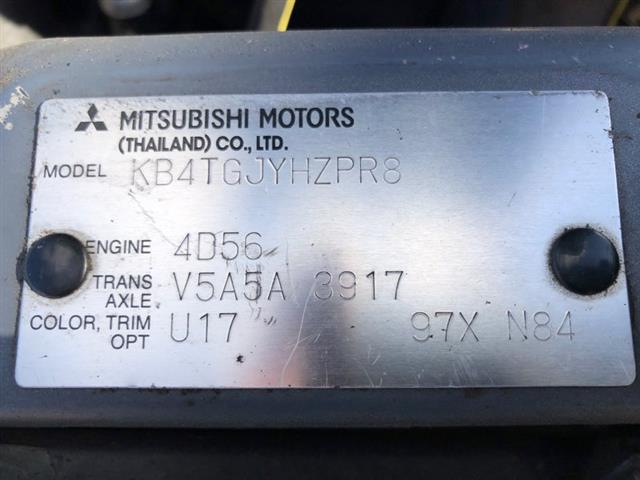 MITSUBISHI MOTORS
(THAILAND) CO., LTD.
MODEL KB4TGJYHZPR8
ENGINE 4D56
TRANS AXLE V5A5A 3917
COLOR, TRIM OPT U17 97X N84